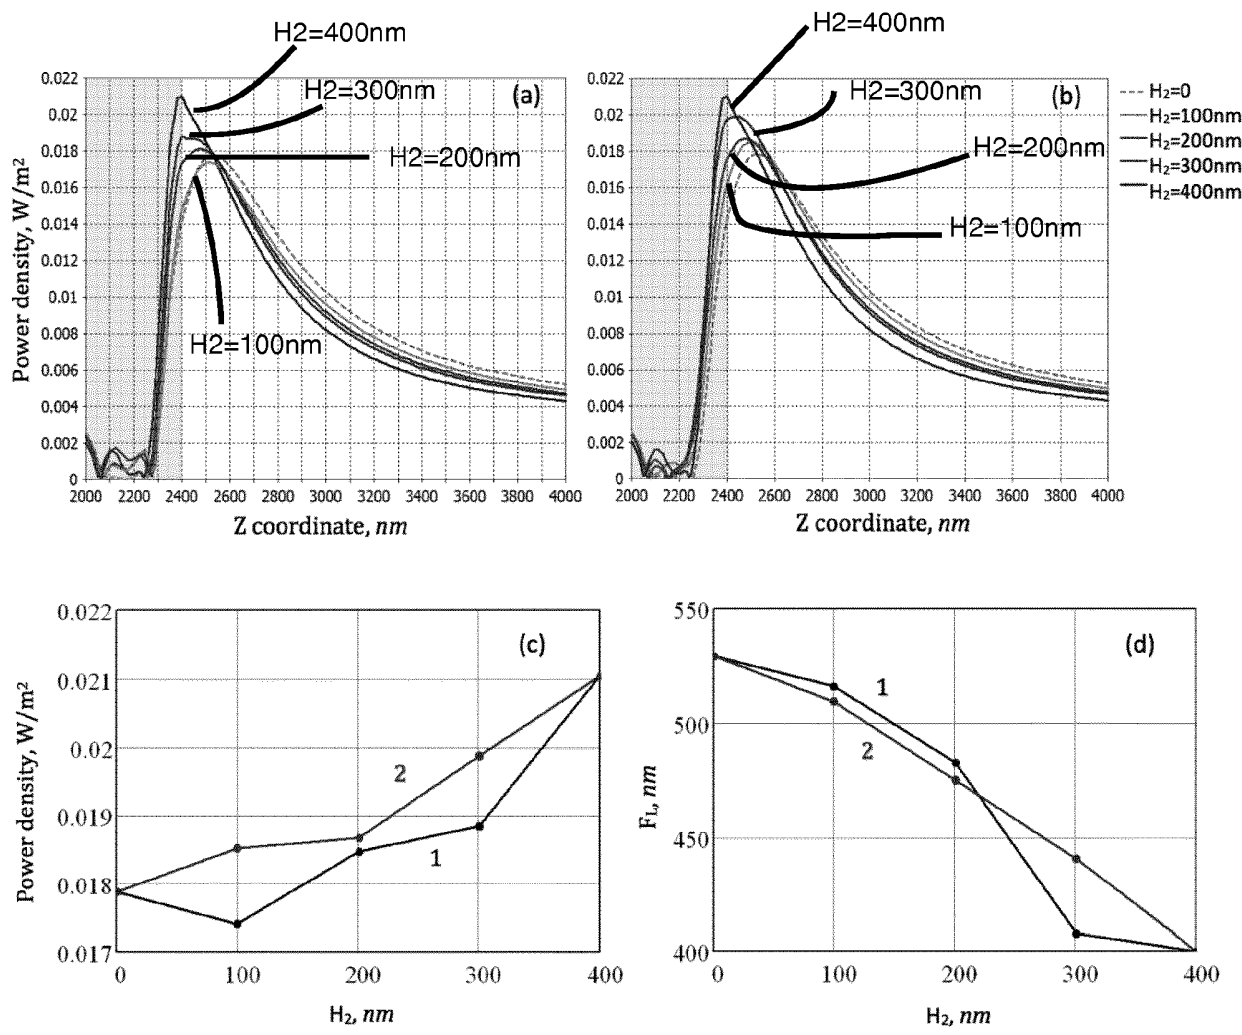 H2=400nm
H2=300nm
(a)
H2=200nm
H2=100nm
0.022
0.02
0.018
0.016
0.014
0.012
0.01
0.008
0.006
0.004
0.002
0
Power density, W/m²
2000 2200 2400 2600 2800 3000 3200 3400 3600 3800 4000
Z coordinate, nm
H2=400nm
H2=300nm
(b)
H2=200nm
H2=100nm
0.022
0.02
0.018
0.016
0.014
0.012
0.01
0.008
0.006
0.004
0.002
0
2000 2200 2400 2600 2800 3000 3200 3400 3600 3800 4000
Z coordinate, nm
H₂=0
H₂=100nm
H₂=200nm
H₂=300nm
H₂=400nm
0.022
0.021
0.02
0.019
0.018
0.017
Power density, W/m²
(c)
2
1
0 100 200 300 400
H₂, nm
550
500
450
400
F_L, nm
(d)
1
2
0 100 200 300 400
H₂, nm